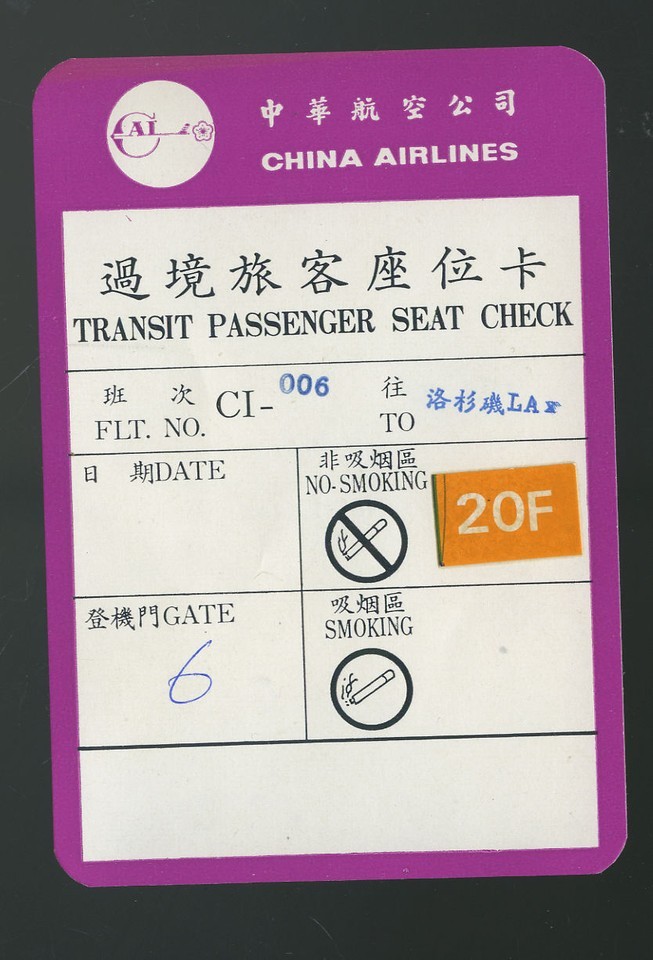 CAL
中華航空公司
CHINA AIRLINES
過境旅客座位卡
TRANSIT PASSENGER SEAT CHECK
班次 CI-006 往 洛杉磯LAX
FLT. NO. TO
日期DATE
非吸烟區
NO-SMOKING
20F
登機門GATE
6
吸烟區
SMOKING